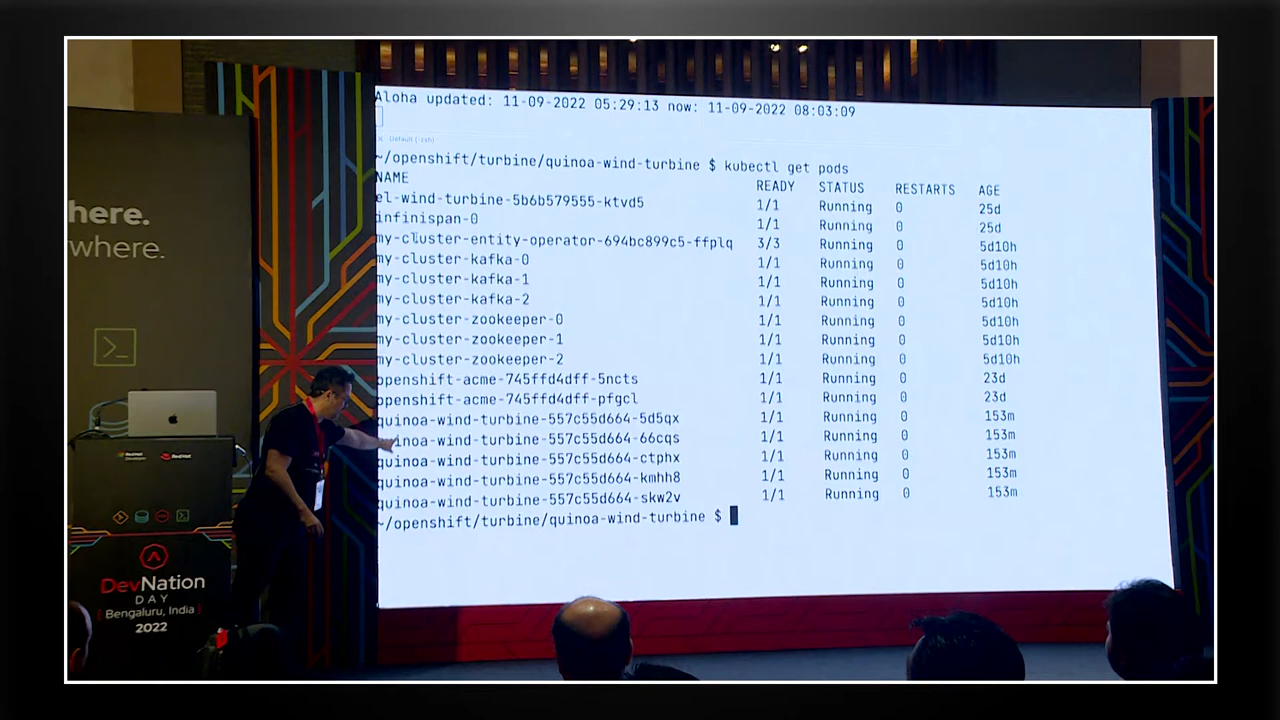 Aloha updated: 11-09-2022 05:29:13 now: 11-09-2022 08:03:09
Default (-zsh)
~/openshift/turbine/quinoa-wind-turbine $ kubectl get pods
NAME READY STATUS RESTARTS AGE
el-wind-turbine-5b6b579555-ktvd5 1/1 Running 0 25d
infinispan-0 1/1 Running 0 25d
my-cluster-entity-operator-694bc899c5-ffplq 3/3 Running 0 5d10h
my-cluster-kafka-0 1/1 Running 0 5d10h
my-cluster-kafka-1 1/1 Running 0 5d10h
my-cluster-kafka-2 1/1 Running 0 5d10h
my-cluster-zookeeper-0 1/1 Running 0 5d10h
my-cluster-zookeeper-1 1/1 Running 0 5d10h
my-cluster-zookeeper-2 1/1 Running 0 5d10h
openshift-acme-745ffd4dff-5ncts 1/1 Running 0 23d
openshift-acme-745ffd4dff-pfgcl 1/1 Running 0 23d
quinoa-wind-turbine-557c55d664-5d5qx 1/1 Running 0 153m
quinoa-wind-turbine-557c55d664-66cqs 1/1 Running 0 153m
quinoa-wind-turbine-557c55d664-ctphx 1/1 Running 0 153m
quinoa-wind-turbine-557c55d664-kmhh8 1/1 Running 0 153m
quinoa-wind-turbine-557c55d664-skw2v 1/1 Running 0 153m
~/openshift/turbine/quinoa-wind-turbine $
here.
where.
Red Hat
Developer
Red Hat
DevNation
DAY
Bengaluru, India
2022